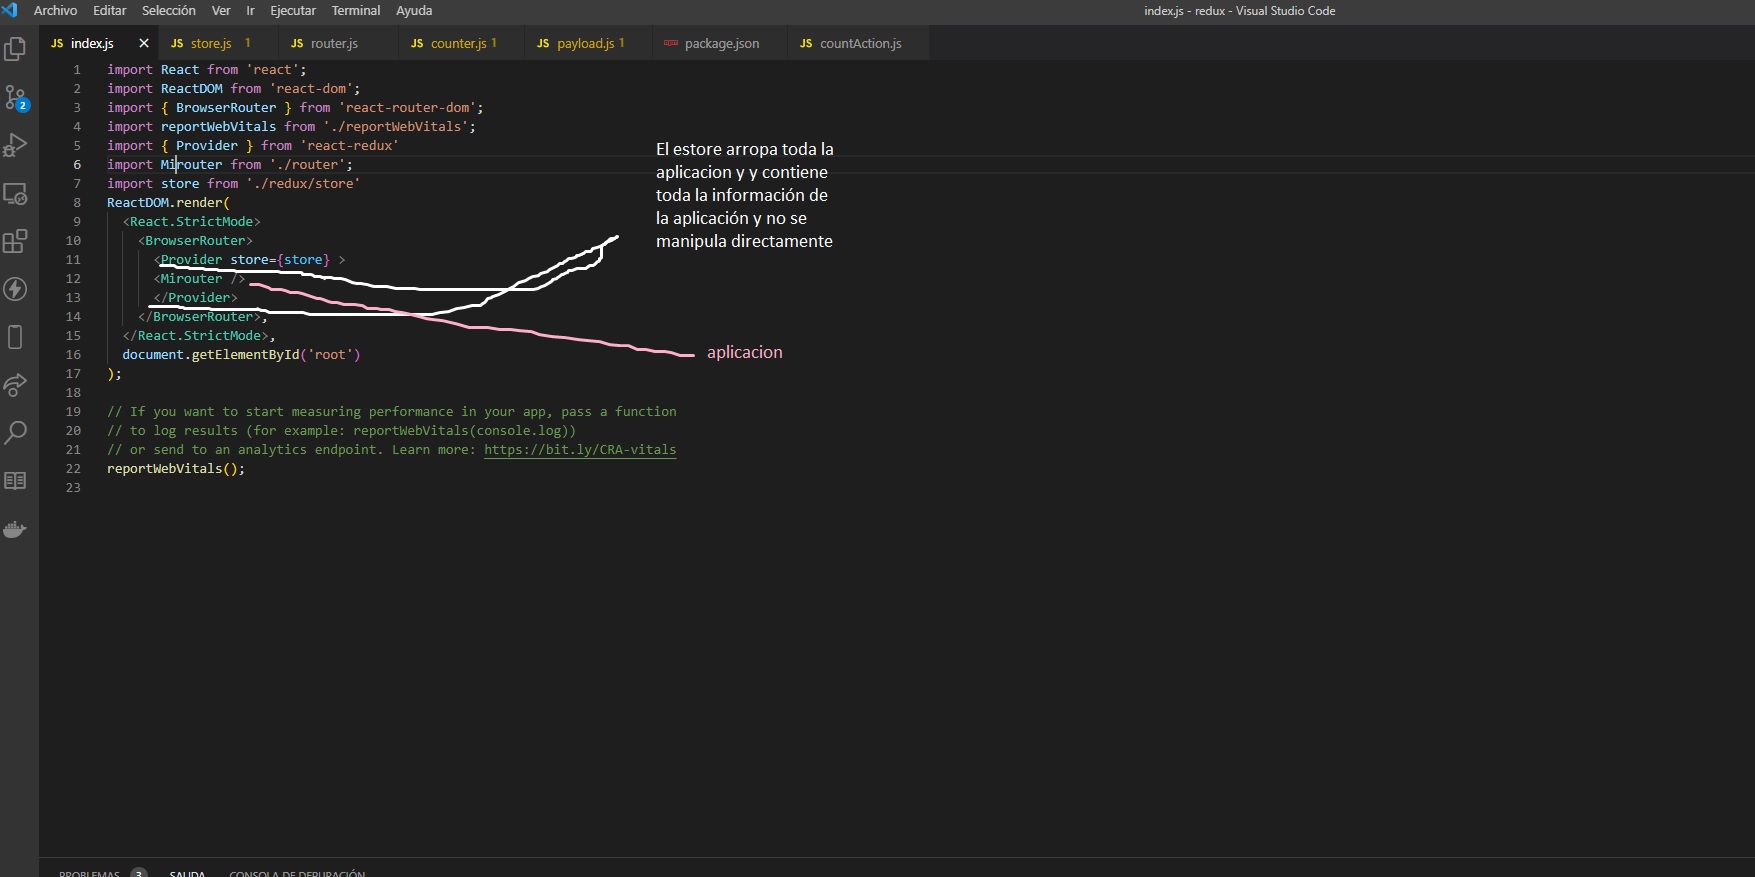 Archivo Editar Selección Ver Ir Ejecutar Terminal Ayuda
index.js - redux - Visual Studio Code
JS index.js JS store.js 1 JS router.js JS counter.js 1 JS payload.js 1 package.json JS countAction.js
2
1 import React from 'react';
2 import ReactDOM from 'react-dom';
3 import { BrowserRouter } from 'react-router-dom';
4 import reportWebVitals from './reportWebVitals';
5 import { Provider } from 'react-redux'
6 import Mirouter from './router';
7 import store from './redux/store'
8 ReactDOM.render(
9 <React.StrictMode>
10 <BrowserRouter>
11 <Provider store={store} >
12 <Mirouter />
13 </Provider>
14 </BrowserRouter>,
15 </React.StrictMode>,
16 document.getElementById('root')
17 );
18
19 // If you want to start measuring performance in your app, pass a function
20 // to log results (for example: reportWebVitals(console.log))
21 // or send to an analytics endpoint. Learn more: https://bit.ly/CRA-vitals
22 reportWebVitals();
23
El estore arropa toda la
aplicacion y y contiene
toda la información de
la aplicación y no se
manipula directamente
aplicacion
PROBLEMAS 3 SALIDA CONSOLA DE DEPURACIÓN